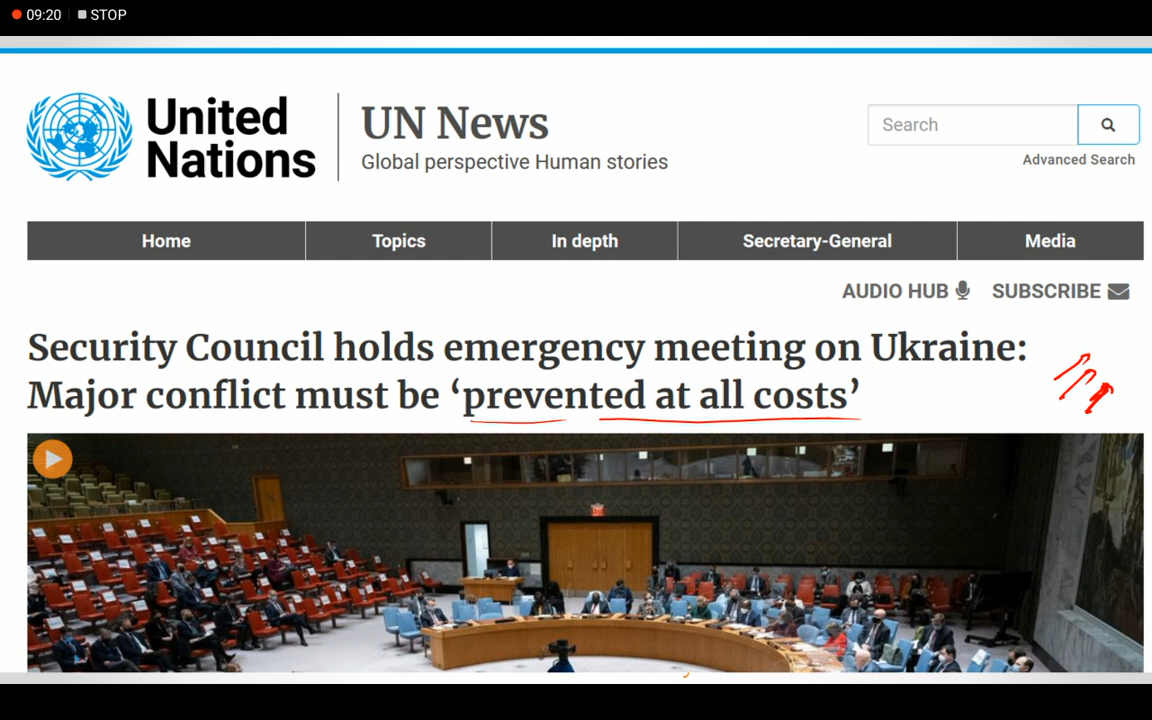 09:20 STOP
United
Nations
UN News
Global perspective Human stories
Search
Advanced Search
Home Topics In depth Secretary-General Media
AUDIO HUB SUBSCRIBE
Security Council holds emergency meeting on Ukraine:
Major conflict must be ‘prevented at all costs’